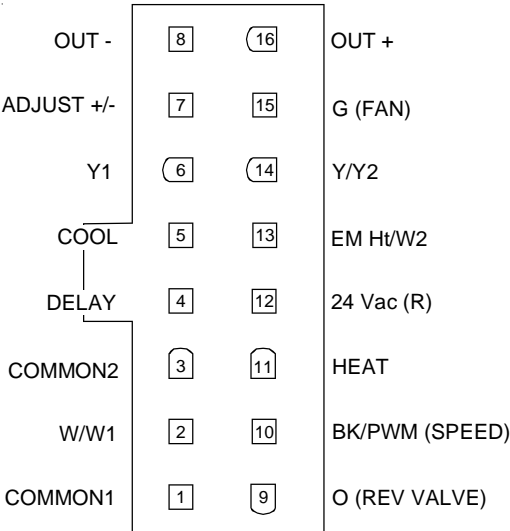 OUT - 8 16 OUT +
ADJUST +/- 7 15 G (FAN)
Y1 6 14 Y/Y2
COOL 5 13 EM Ht/W2
DELAY 4 12 24 Vac (R)
COMMON2 3 11 HEAT
W/W1 2 10 BK/PWM (SPEED)
COMMON1 1 9 O (REV VALVE)